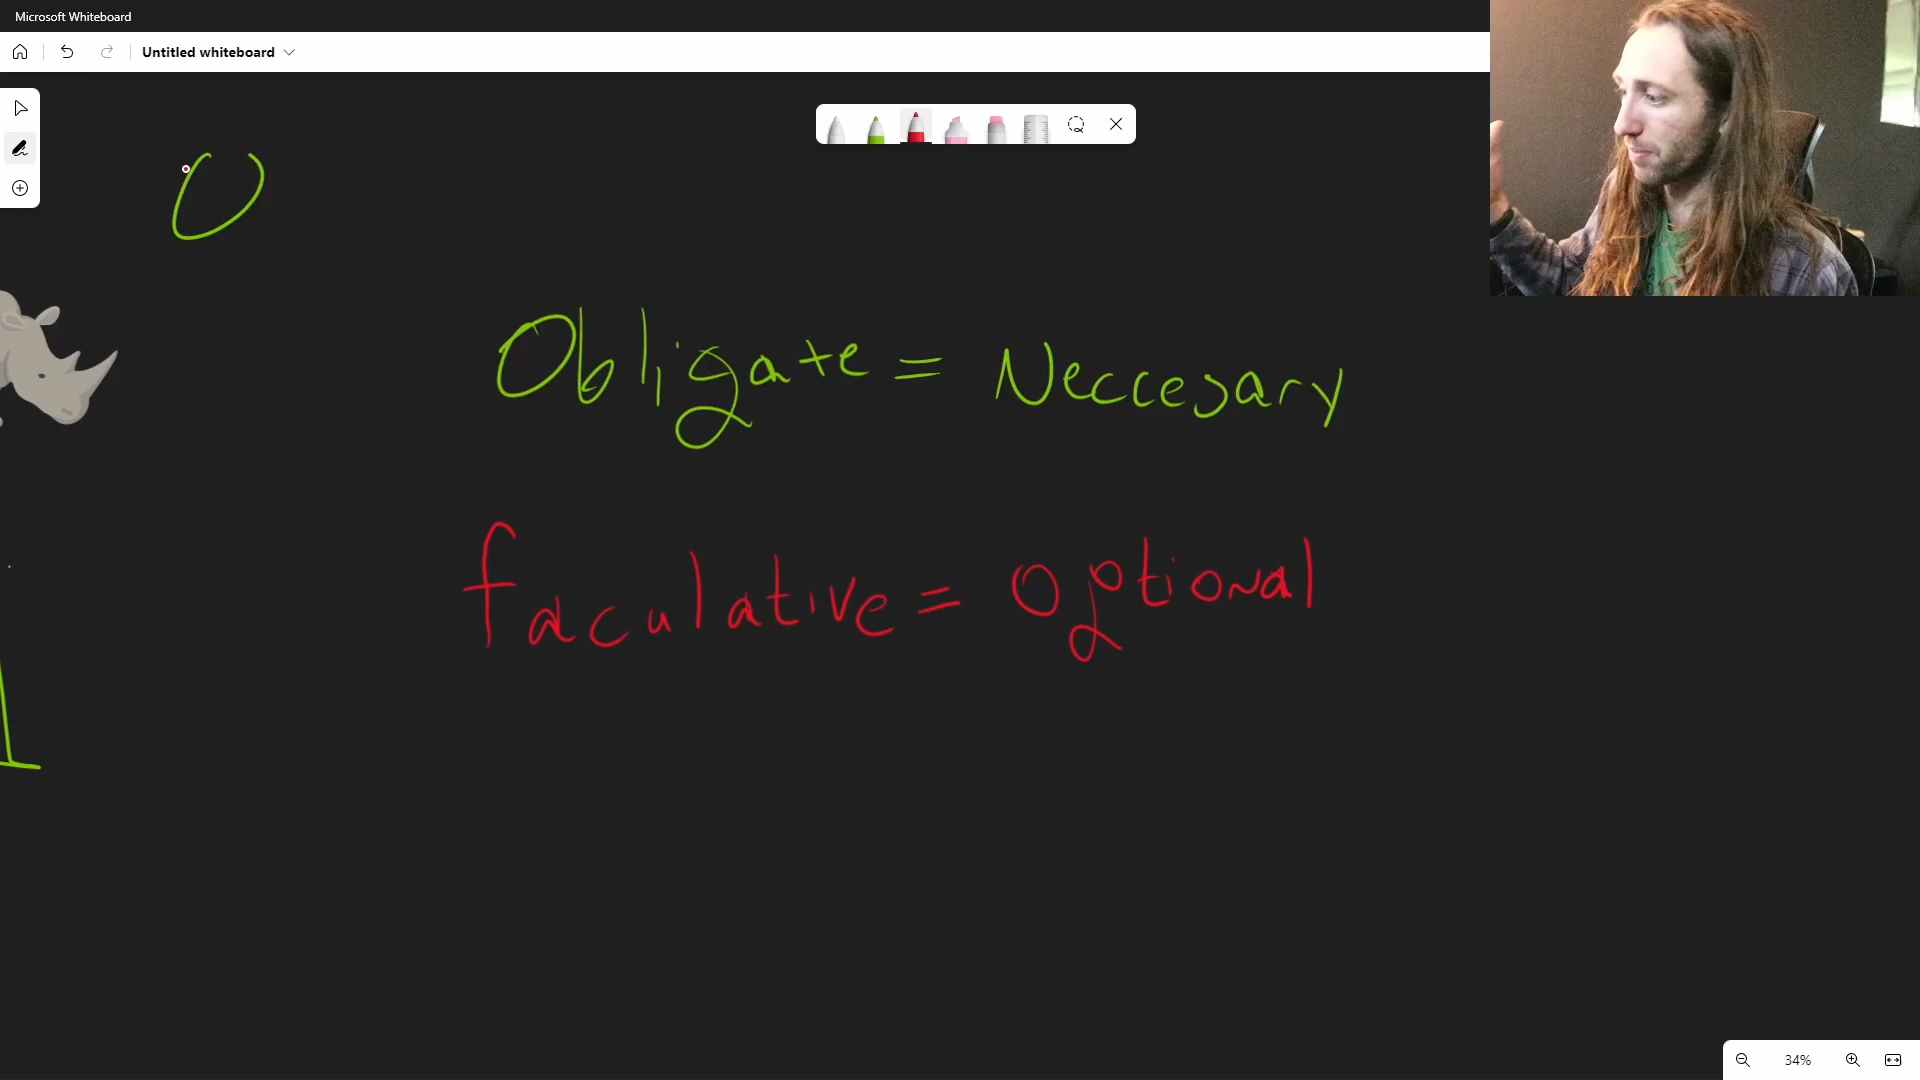 Microsoft Whiteboard
Untitled whiteboard
Obligate = Neccesary
faculative = Optional
34%